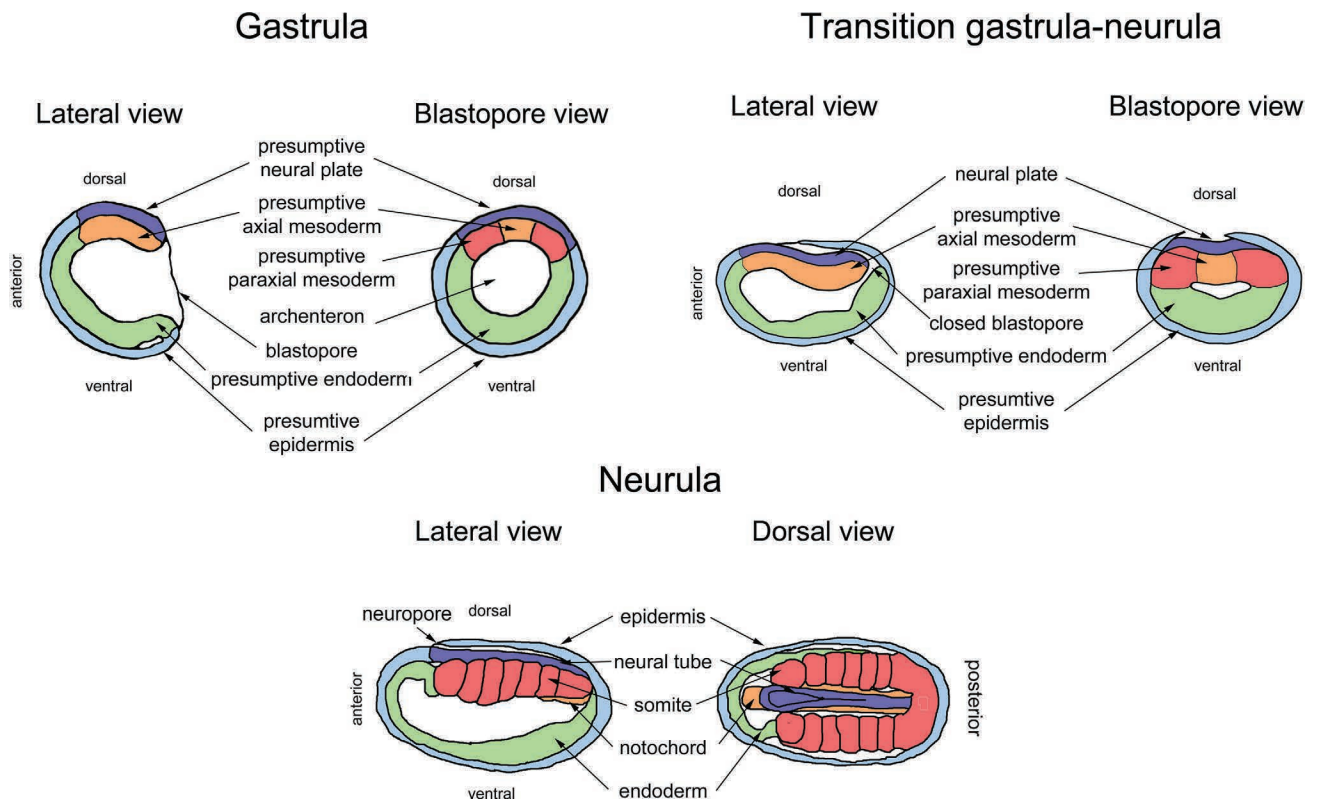 Gastrula
Transition gastrula-neurula
Lateral view
Blastopore view
dorsal
dorsal
anterior
ventral
ventral
presumptive
neural plate
presumptive
axial mesoderm
presumptive
paraxial mesoderm
archenteron
blastopore
presumptive endoderm
presumtive
epidermis
Lateral view
Blastopore view
dorsal
dorsal
anterior
ventral
ventral
neural plate
presumptive
axial mesoderm
presumptive
paraxial mesoderm
closed blastopore
presumptive endoderm
presumptive
epidermis
Neurula
Lateral view
Dorsal view
neuropore
dorsal
anterior
ventral
epidermis
neural tube
somite
notochord
endoderm
posterior